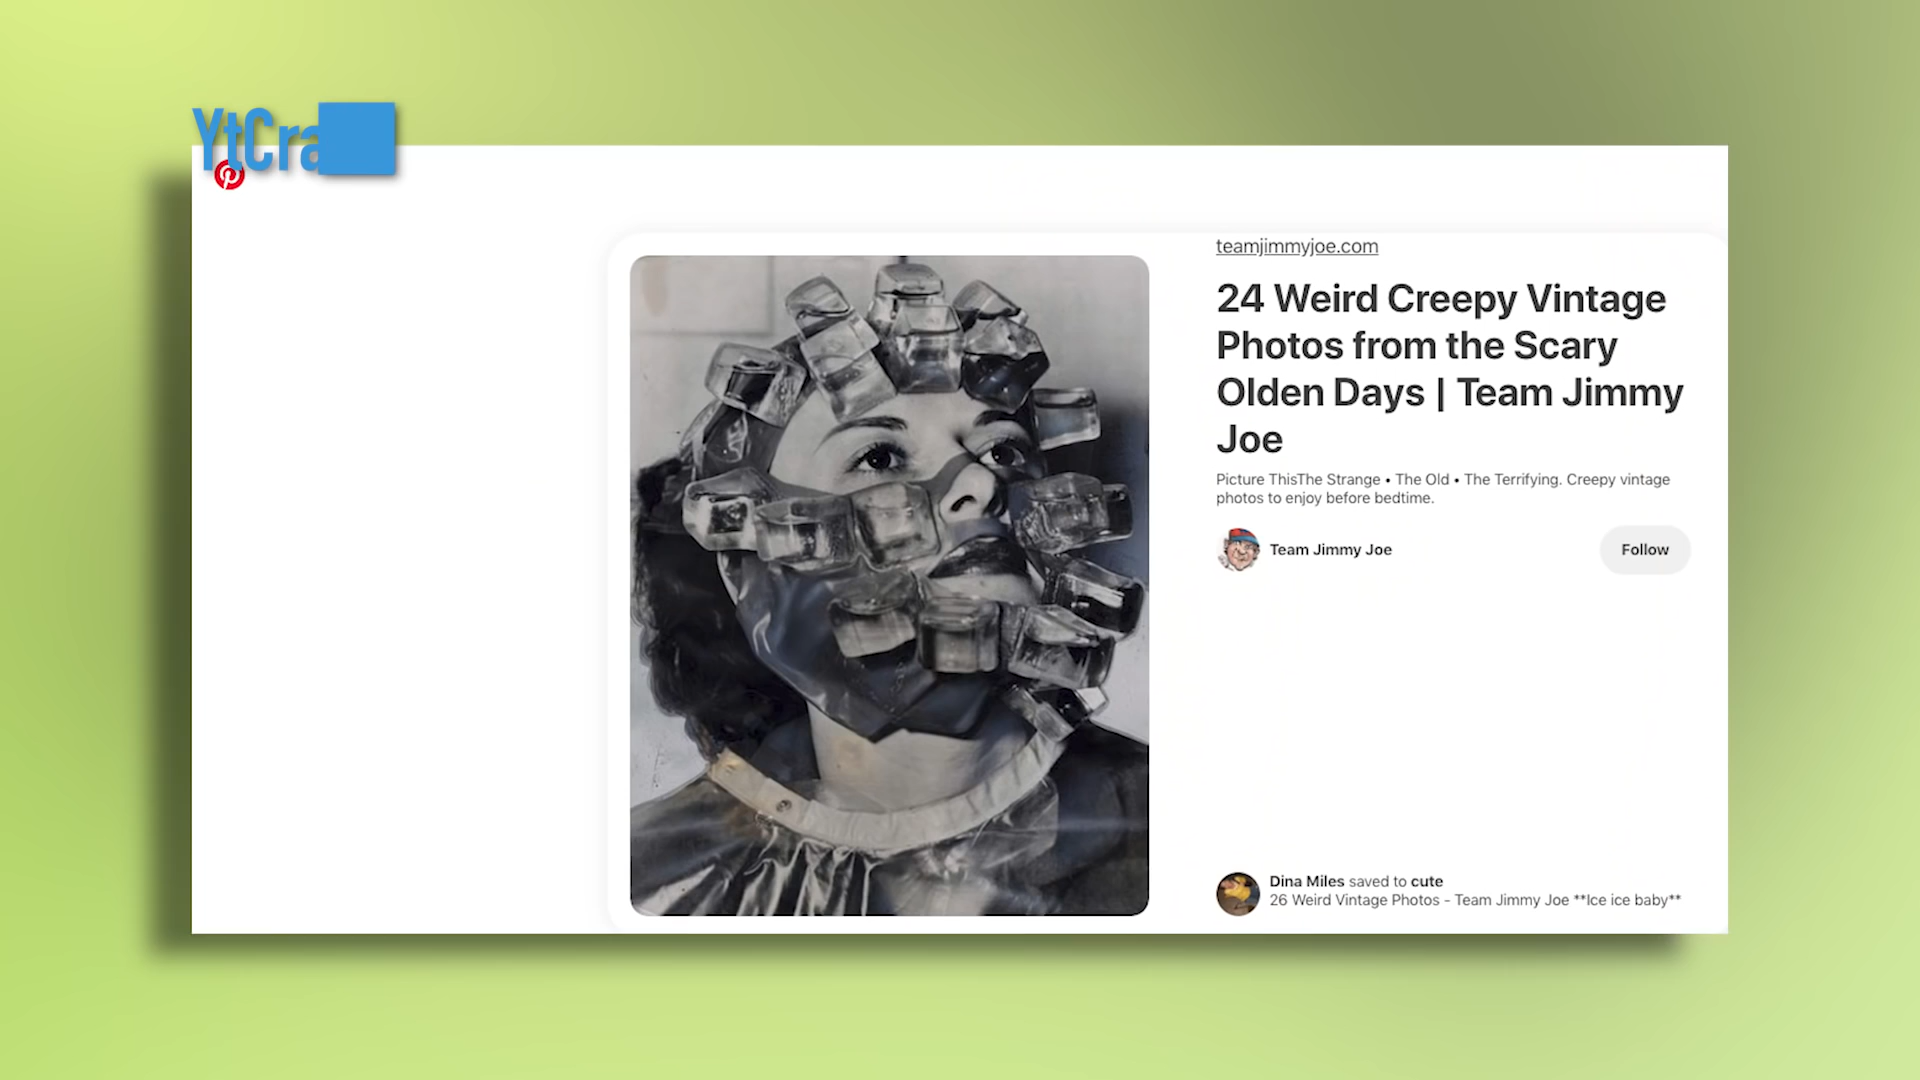 YtCra
teamjimmyjoe.com
24 Weird Creepy Vintage
Photos from the Scary
Olden Days | Team Jimmy
Joe
Picture ThisThe Strange • The Old • The Terrifying. Creepy vintage
photos to enjoy before bedtime.
Team Jimmy Joe
Follow
Dina Miles saved to cute
26 Weird Vintage Photos - Team Jimmy Joe **Ice ice baby**